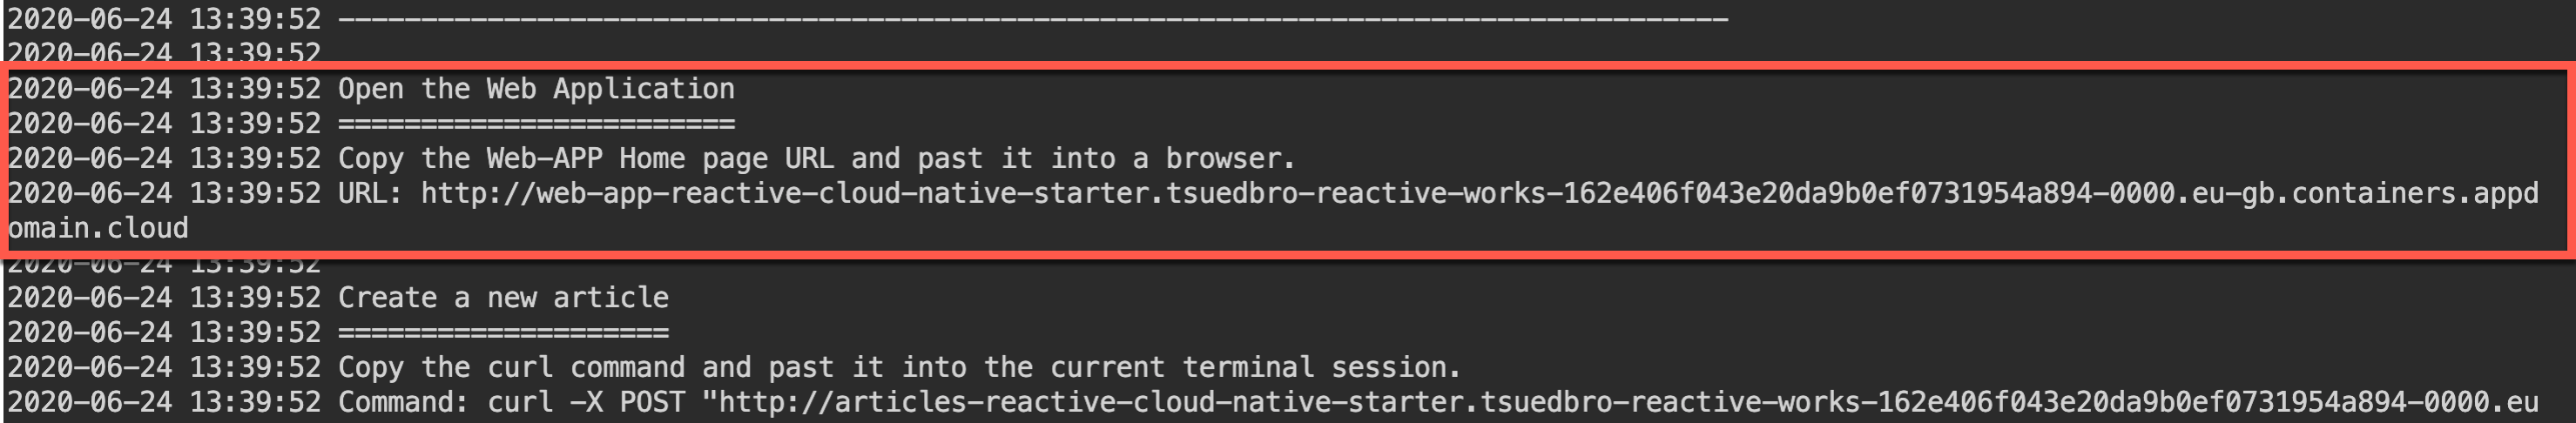 2020-06-24 13:39:52 ------------------------------------------------------------------------------------
2020-06-24 13:39:52
2020-06-24 13:39:52 Open the Web Application
2020-06-24 13:39:52 ========================
2020-06-24 13:39:52 Copy the Web-APP Home page URL and past it into a browser.
2020-06-24 13:39:52 URL: http://web-app-reactive-cloud-native-starter.tsuedbro-reactive-works-162e406f043e20da9b0ef0731954a894-0000.eu-gb.containers.appd
omain.cloud
2020-06-24 13:39:52
2020-06-24 13:39:52 Create a new article
2020-06-24 13:39:52 ====================
2020-06-24 13:39:52 Copy the curl command and past it into the current terminal session.
2020-06-24 13:39:52 Command: curl -X POST "http://articles-reactive-cloud-native-starter.tsuedbro-reactive-works-162e406f043e20da9b0ef0731954a894-0000.eu